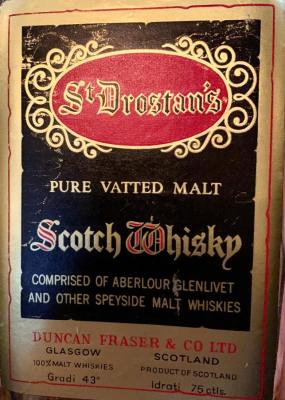 St Drostan's
PURE VATTED MALT
Scotch Whisky
COMPRISED OF ABERLOUR GLENLIVET
AND OTHER SPEYSIDE MALT WHISKIES
DUNCAN FRASER & CO LTD
GLASGOW SCOTLAND
100% MALT WHISKIES PRODUCT OF SCOTLAND
Gradi 43° Idrati 75 ctls.